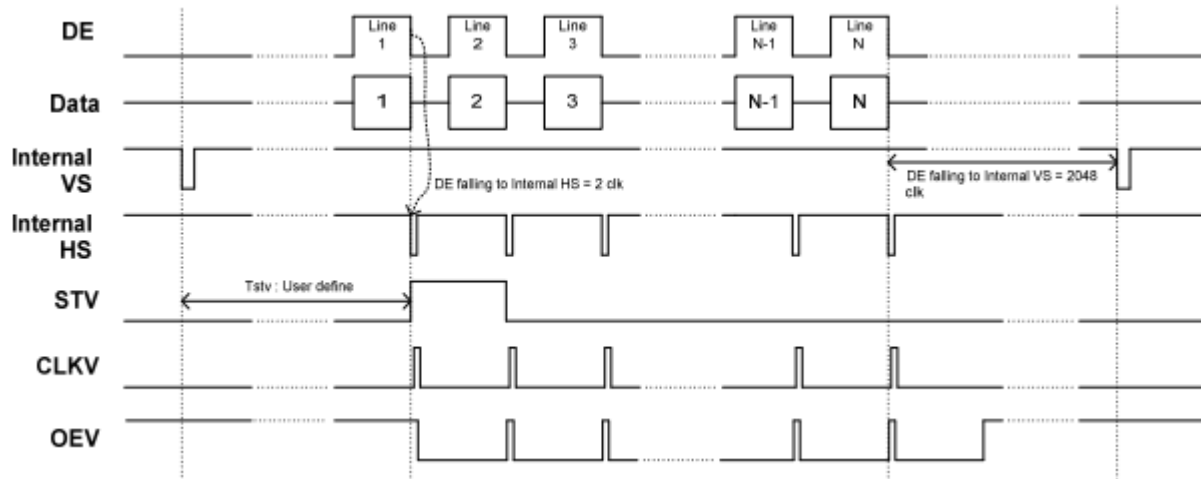 DE
Line
1
Line
2
Line
3
Line
N-1
Line
N
Data
1
2
3
N-1
N
Internal
VS
DE falling to Internal HS = 2 clk
DE falling to Internal VS = 2048
clk
Internal
HS
STV
Tstv : User define
CLKV
OEV